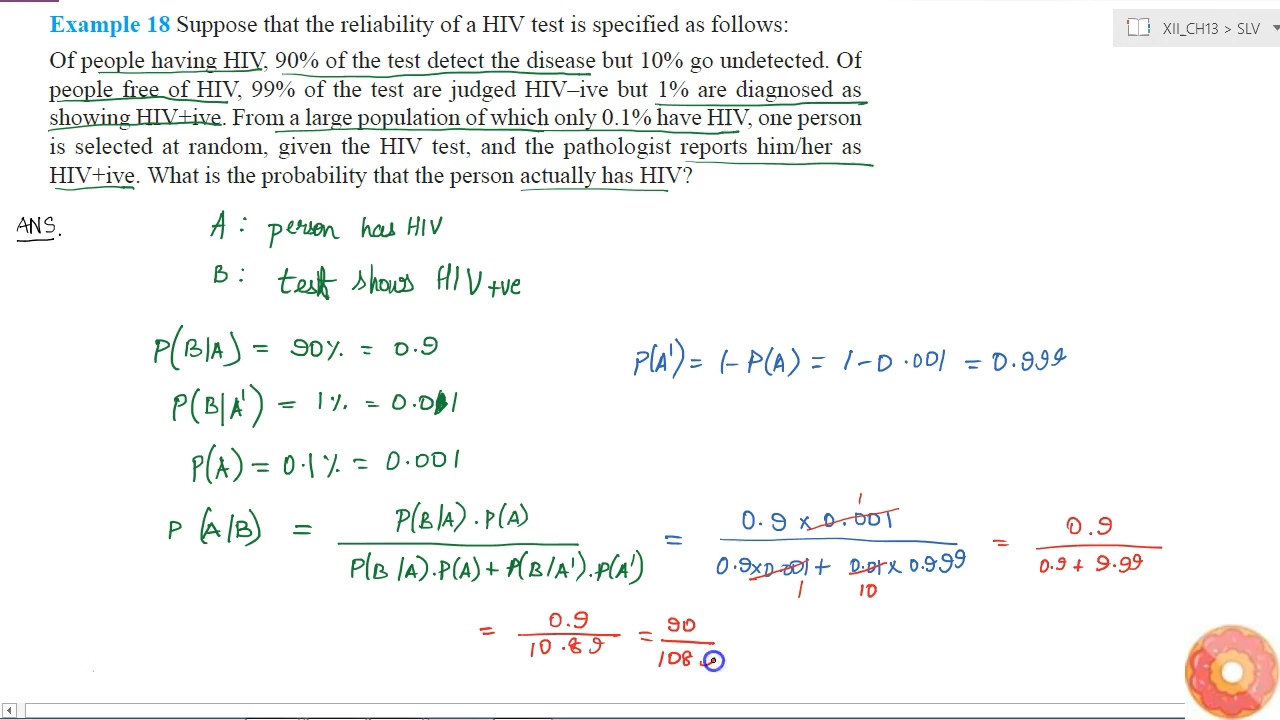 Example 18 Suppose that the reliability of a HIV test is specified as follows:
XII_CH13 > SLV
Of people having HIV, 90% of the test detect the disease but 10% go undetected. Of
people free of HIV, 99% of the test are judged HIV–ive but 1% are diagnosed as
showing HIV+ive. From a large population of which only 0.1% have HIV, one person
is selected at random, given the HIV test, and the pathologist reports him/her as
HIV+ive. What is the probability that the person actually has HIV?
ANS.
A : person has HIV
B : test shows HIV +ve
P(B|A) = 90% = 0.9
P(A') = 1 - P(A) = 1 - 0.001 = 0.999
P(B|A') = 1% = 0.01
P(A) = 0.1% = 0.001
P(A/B) = P(B|A).P(A) / P(B/A).P(A) + P(B/A').P(A') = 0.9 × 0.001 / 0.9 × 0.001 + 0.01 × 0.999 = 0.9 / 0.9 + 9.99
1
1 10
= 0.9 / 10.89 = 90 / 108